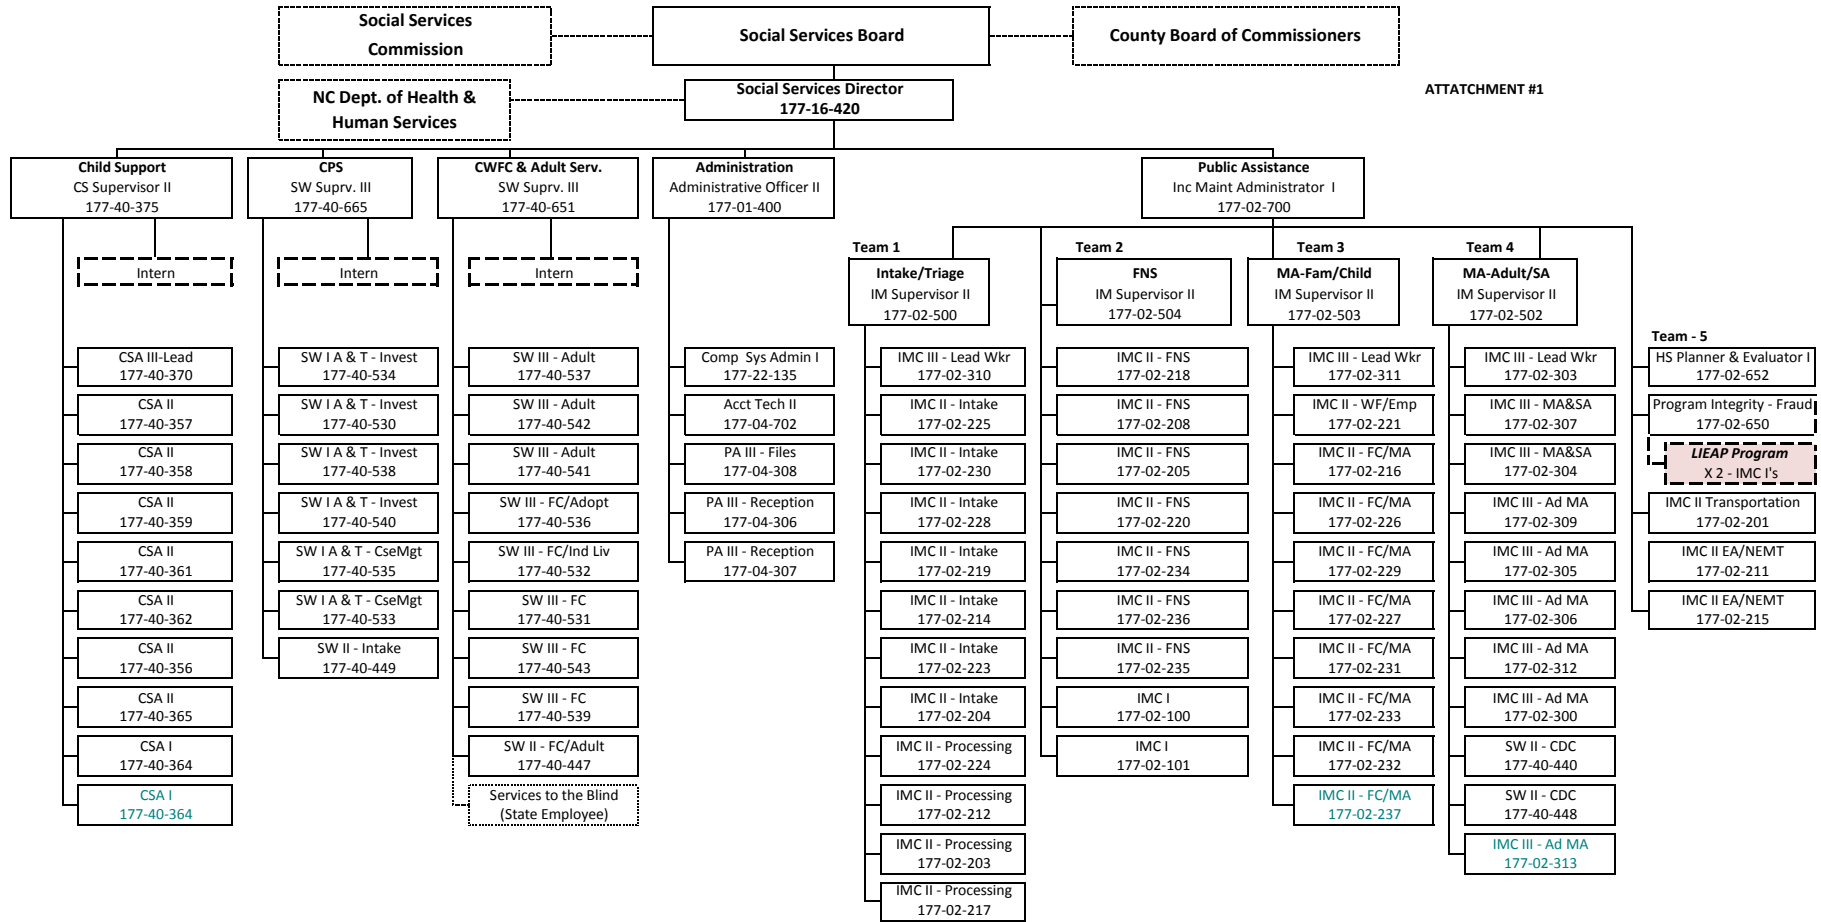 Social Services
Commission
Social Services Board
County Board of Commissioners
NC Dept. of Health &
Human Services
Social Services Director
177-16-420
ATTATCHMENT #1
Child Support
CS Supervisor II
177-40-375
CPS
SW Suprv. III
177-40-665
CWFC & Adult Serv.
SW Suprv. III
177-40-651
Administration
Administrative Officer II
177-01-400
Public Assistance
Inc Maint Administrator I
177-02-700
Intern
Intern
Intern
Team 1
Intake/Triage
IM Supervisor II
177-02-500
Team 2
FNS
IM Supervisor II
177-02-504
Team 3
MA-Fam/Child
IM Supervisor II
177-02-503
Team 4
MA-Adult/SA
IM Supervisor II
177-02-502
Team - 5
CSA III-Lead
177-40-370
CSA II
177-40-357
CSA II
177-40-358
CSA II
177-40-359
CSA II
177-40-361
CSA II
177-40-362
CSA II
177-40-356
CSA II
177-40-365
CSA I
177-40-364
CSA I
177-40-364
SW I A & T - Invest
177-40-534
SW I A & T - Invest
177-40-530
SW I A & T - Invest
177-40-538
SW I A & T - Invest
177-40-540
SW I A & T - CseMgt
177-40-535
SW I A & T - CseMgt
177-40-533
SW II - Intake
177-40-449
SW III - Adult
177-40-537
SW III - Adult
177-40-542
SW III - Adult
177-40-541
SW III - FC/Adopt
177-40-536
SW III - FC/Ind Liv
177-40-532
SW III - FC
177-40-531
SW III - FC
177-40-543
SW III - FC
177-40-539
SW II - FC/Adult
177-40-447
Services to the Blind
(State Employee)
Comp Sys Admin I
177-22-135
Acct Tech II
177-04-702
PA III - Files
177-04-308
PA III - Reception
177-04-306
PA III - Reception
177-04-307
IMC III - Lead Wkr
177-02-310
IMC II - Intake
177-02-225
IMC II - Intake
177-02-230
IMC II - Intake
177-02-228
IMC II - Intake
177-02-219
IMC II - Intake
177-02-214
IMC II - Intake
177-02-223
IMC II - Intake
177-02-204
IMC II - Processing
177-02-224
IMC II - Processing
177-02-212
IMC II - Processing
177-02-203
IMC II - Processing
177-02-217
IMC II - FNS
177-02-218
IMC II - FNS
177-02-208
IMC II - FNS
177-02-205
IMC II - FNS
177-02-220
IMC II - FNS
177-02-234
IMC II - FNS
177-02-236
IMC II - FNS
177-02-235
IMC I
177-02-100
IMC I
177-02-101
IMC III - Lead Wkr
177-02-311
IMC II - WF/Emp
177-02-221
IMC II - FC/MA
177-02-216
IMC II - FC/MA
177-02-226
IMC II - FC/MA
177-02-229
IMC II - FC/MA
177-02-227
IMC II - FC/MA
177-02-231
IMC II - FC/MA
177-02-233
IMC II - FC/MA
177-02-232
IMC II - FC/MA
177-02-237
IMC III - Lead Wkr
177-02-303
IMC III - MA&SA
177-02-307
IMC III - MA&SA
177-02-304
IMC III - Ad MA
177-02-309
IMC III - Ad MA
177-02-305
IMC III - Ad MA
177-02-306
IMC III - Ad MA
177-02-312
IMC III - Ad MA
177-02-300
SW II - CDC
177-40-440
SW II - CDC
177-40-448
IMC III - Ad MA
177-02-313
HS Planner & Evaluator I
177-02-652
Program Integrity - Fraud
177-02-650
LIEAP Program
X 2 - IMC I's
IMC II Transportation
177-02-201
IMC II EA/NEMT
177-02-211
IMC II EA/NEMT
177-02-215